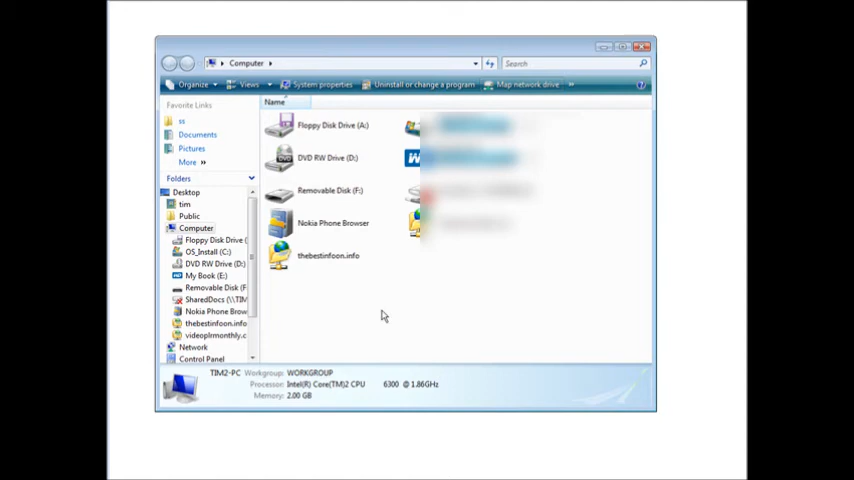 Computer
Search
Organize Views System properties Uninstall or change a program Map network drive »
Favorite Links
ss
Documents
Pictures
More »
Folders
Desktop
tim
Public
Computer
Floppy Disk Drive (
OS_Install (C:)
DVD RW Drive (D:)
My Book (E:)
Removable Disk (F:
SharedDocs (\\TIM
Nokia Phone Brow
thebestinfoon.info
videoplrmonthly.c
Network
Control Panel
Name
Floppy Disk Drive (A:)
DVD RW Drive (D:)
Removable Disk (F:)
Nokia Phone Browser
thebestinfoon.info
TIM2-PC Workgroup: WORKGROUP
Processor: Intel(R) Core(TM)2 CPU 6300 @ 1.86GHz
Memory: 2.00 GB